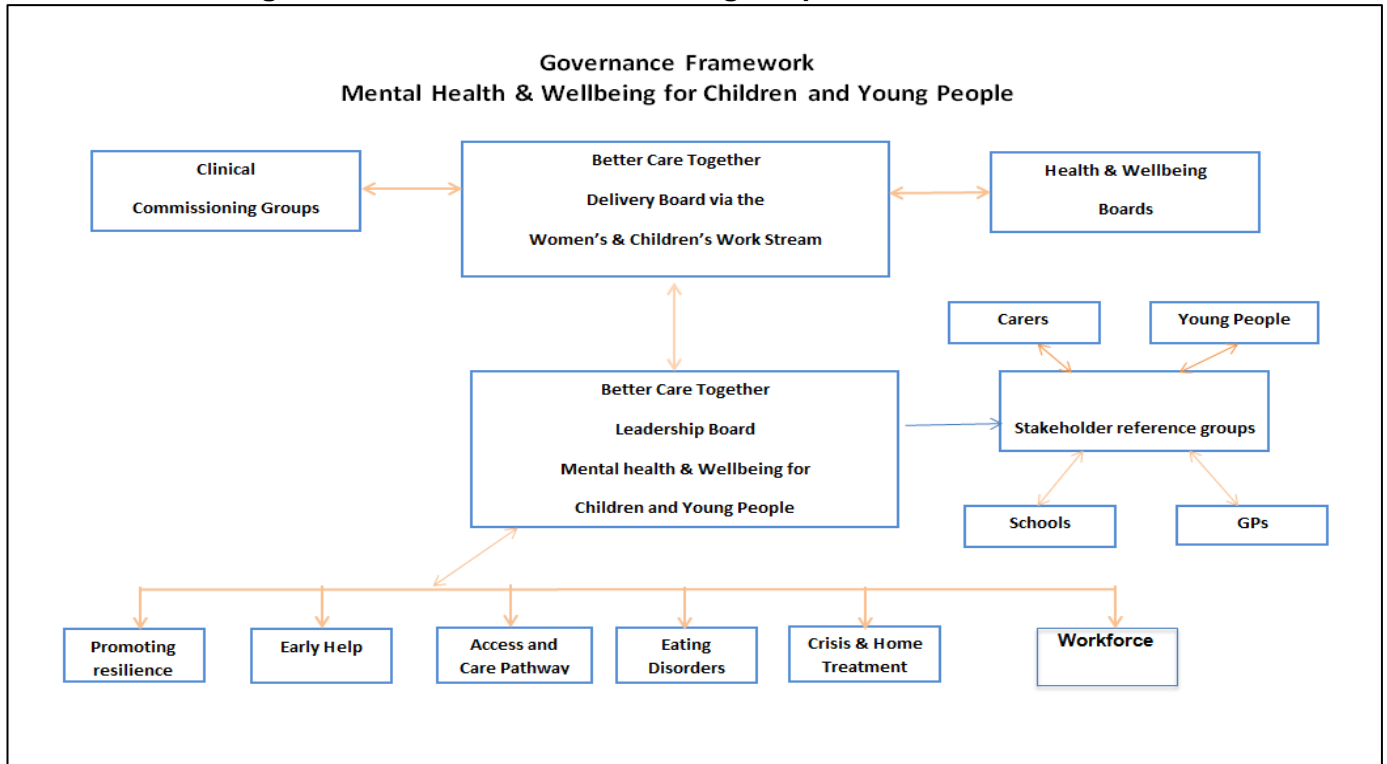 Governance Framework
Mental Health & Wellbeing for Children and Young People
Clinical
Commissioning Groups
Better Care Together
Delivery Board via the
Women's & Children's Work Stream
Health & Wellbeing
Boards
Carers
Young People
Better Care Together
Leadership Board
Mental health & Wellbeing for
Children and Young People
Stakeholder reference groups
Schools
GPs
Promoting
resilience
Early Help
Access and
Care Pathway
Eating
Disorders
Crisis & Home
Treatment
Workforce